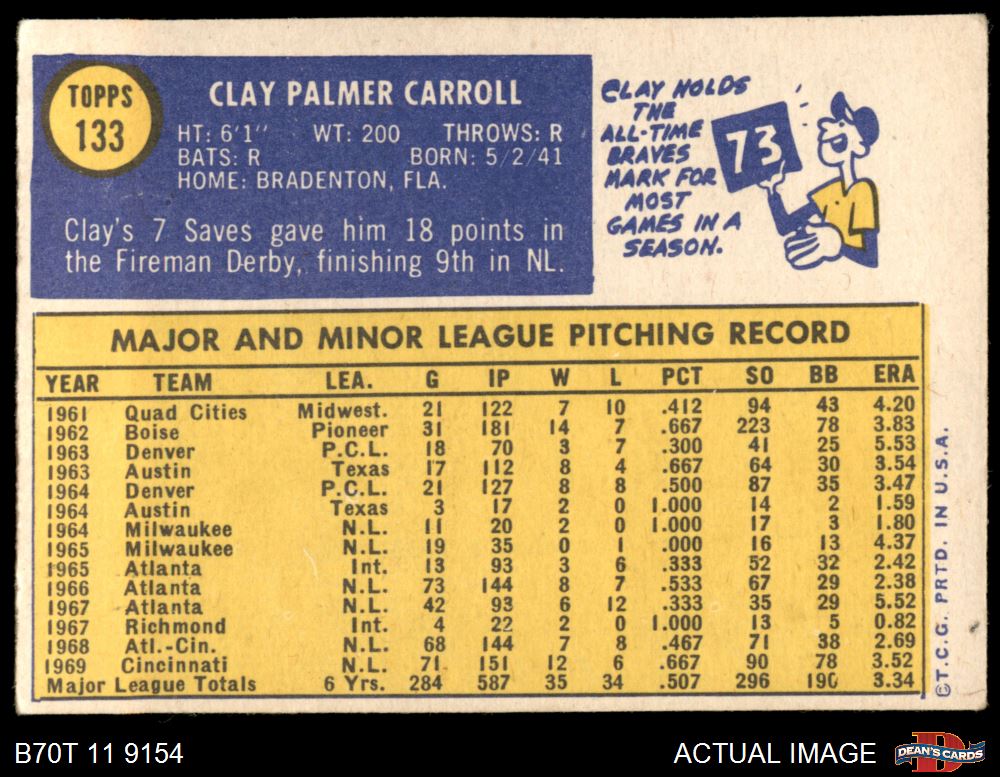 TOPPS
133
CLAY PALMER CARROLL
HT: 6'1" WT: 200 THROWS: R
BATS: R BORN: 5/2/41
HOME: BRADENTON, FLA.
Clay's 7 Saves gave him 18 points in
the Fireman Derby, finishing 9th in NL.
CLAY HOLDS
THE
ALL-TIME
BRAVES
MARK FOR
MOST
GAMES IN A
SEASON.
73
MAJOR AND MINOR LEAGUE PITCHING RECORD
YEAR TEAM LEA. G IP W L PCT SO BB ERA
1961 Quad Cities Midwest. 21 122 7 10 .412 94 43 4.20
1962 Boise Pioneer 31 181 14 7 .667 223 78 3.83
1963 Denver P.C.L. 18 70 3 7 .300 41 25 5.53
1963 Austin Texas 17 112 8 4 .667 64 30 3.54
1964 Denver P.C.L. 21 127 8 8 .500 87 35 3.47
1964 Austin Texas 3 17 2 0 1.000 14 2 1.59
1964 Milwaukee N.L. 11 20 2 0 1.000 17 3 1.80
1965 Milwaukee N.L. 19 35 0 1 .000 16 13 4.37
1965 Atlanta Int. 13 93 3 6 .333 52 32 2.42
1966 Atlanta N.L. 73 144 8 7 .533 67 29 2.38
1967 Atlanta N.L. 42 93 6 12 .333 35 29 5.52
1967 Richmond Int. 4 22 2 0 1.000 13 5 0.82
1968 Atl.-Cin. N.L. 68 144 7 8 .467 71 38 2.69
1969 Cincinnati N.L. 71 151 12 6 .667 90 78 3.52
Major League Totals 6 Yrs. 284 587 35 34 .507 296 190 3.34
©T.C.G. PRTD. IN U.S.A.
B70T 11 9154
ACTUAL IMAGE
DEAN'S CARDS